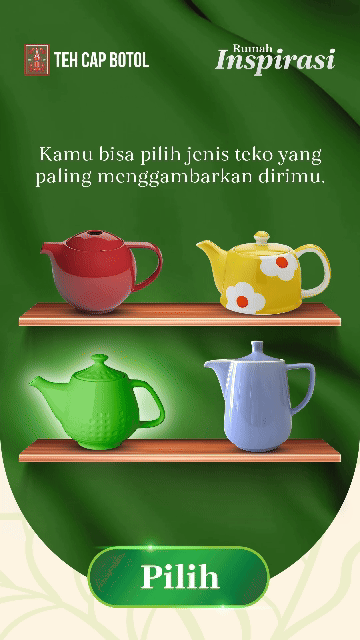 TEH CAP BOTOL
Rumah
Inspirasi
Kamu bisa pilih jenis teko yang
paling menggambarkan dirimu.
Pilih